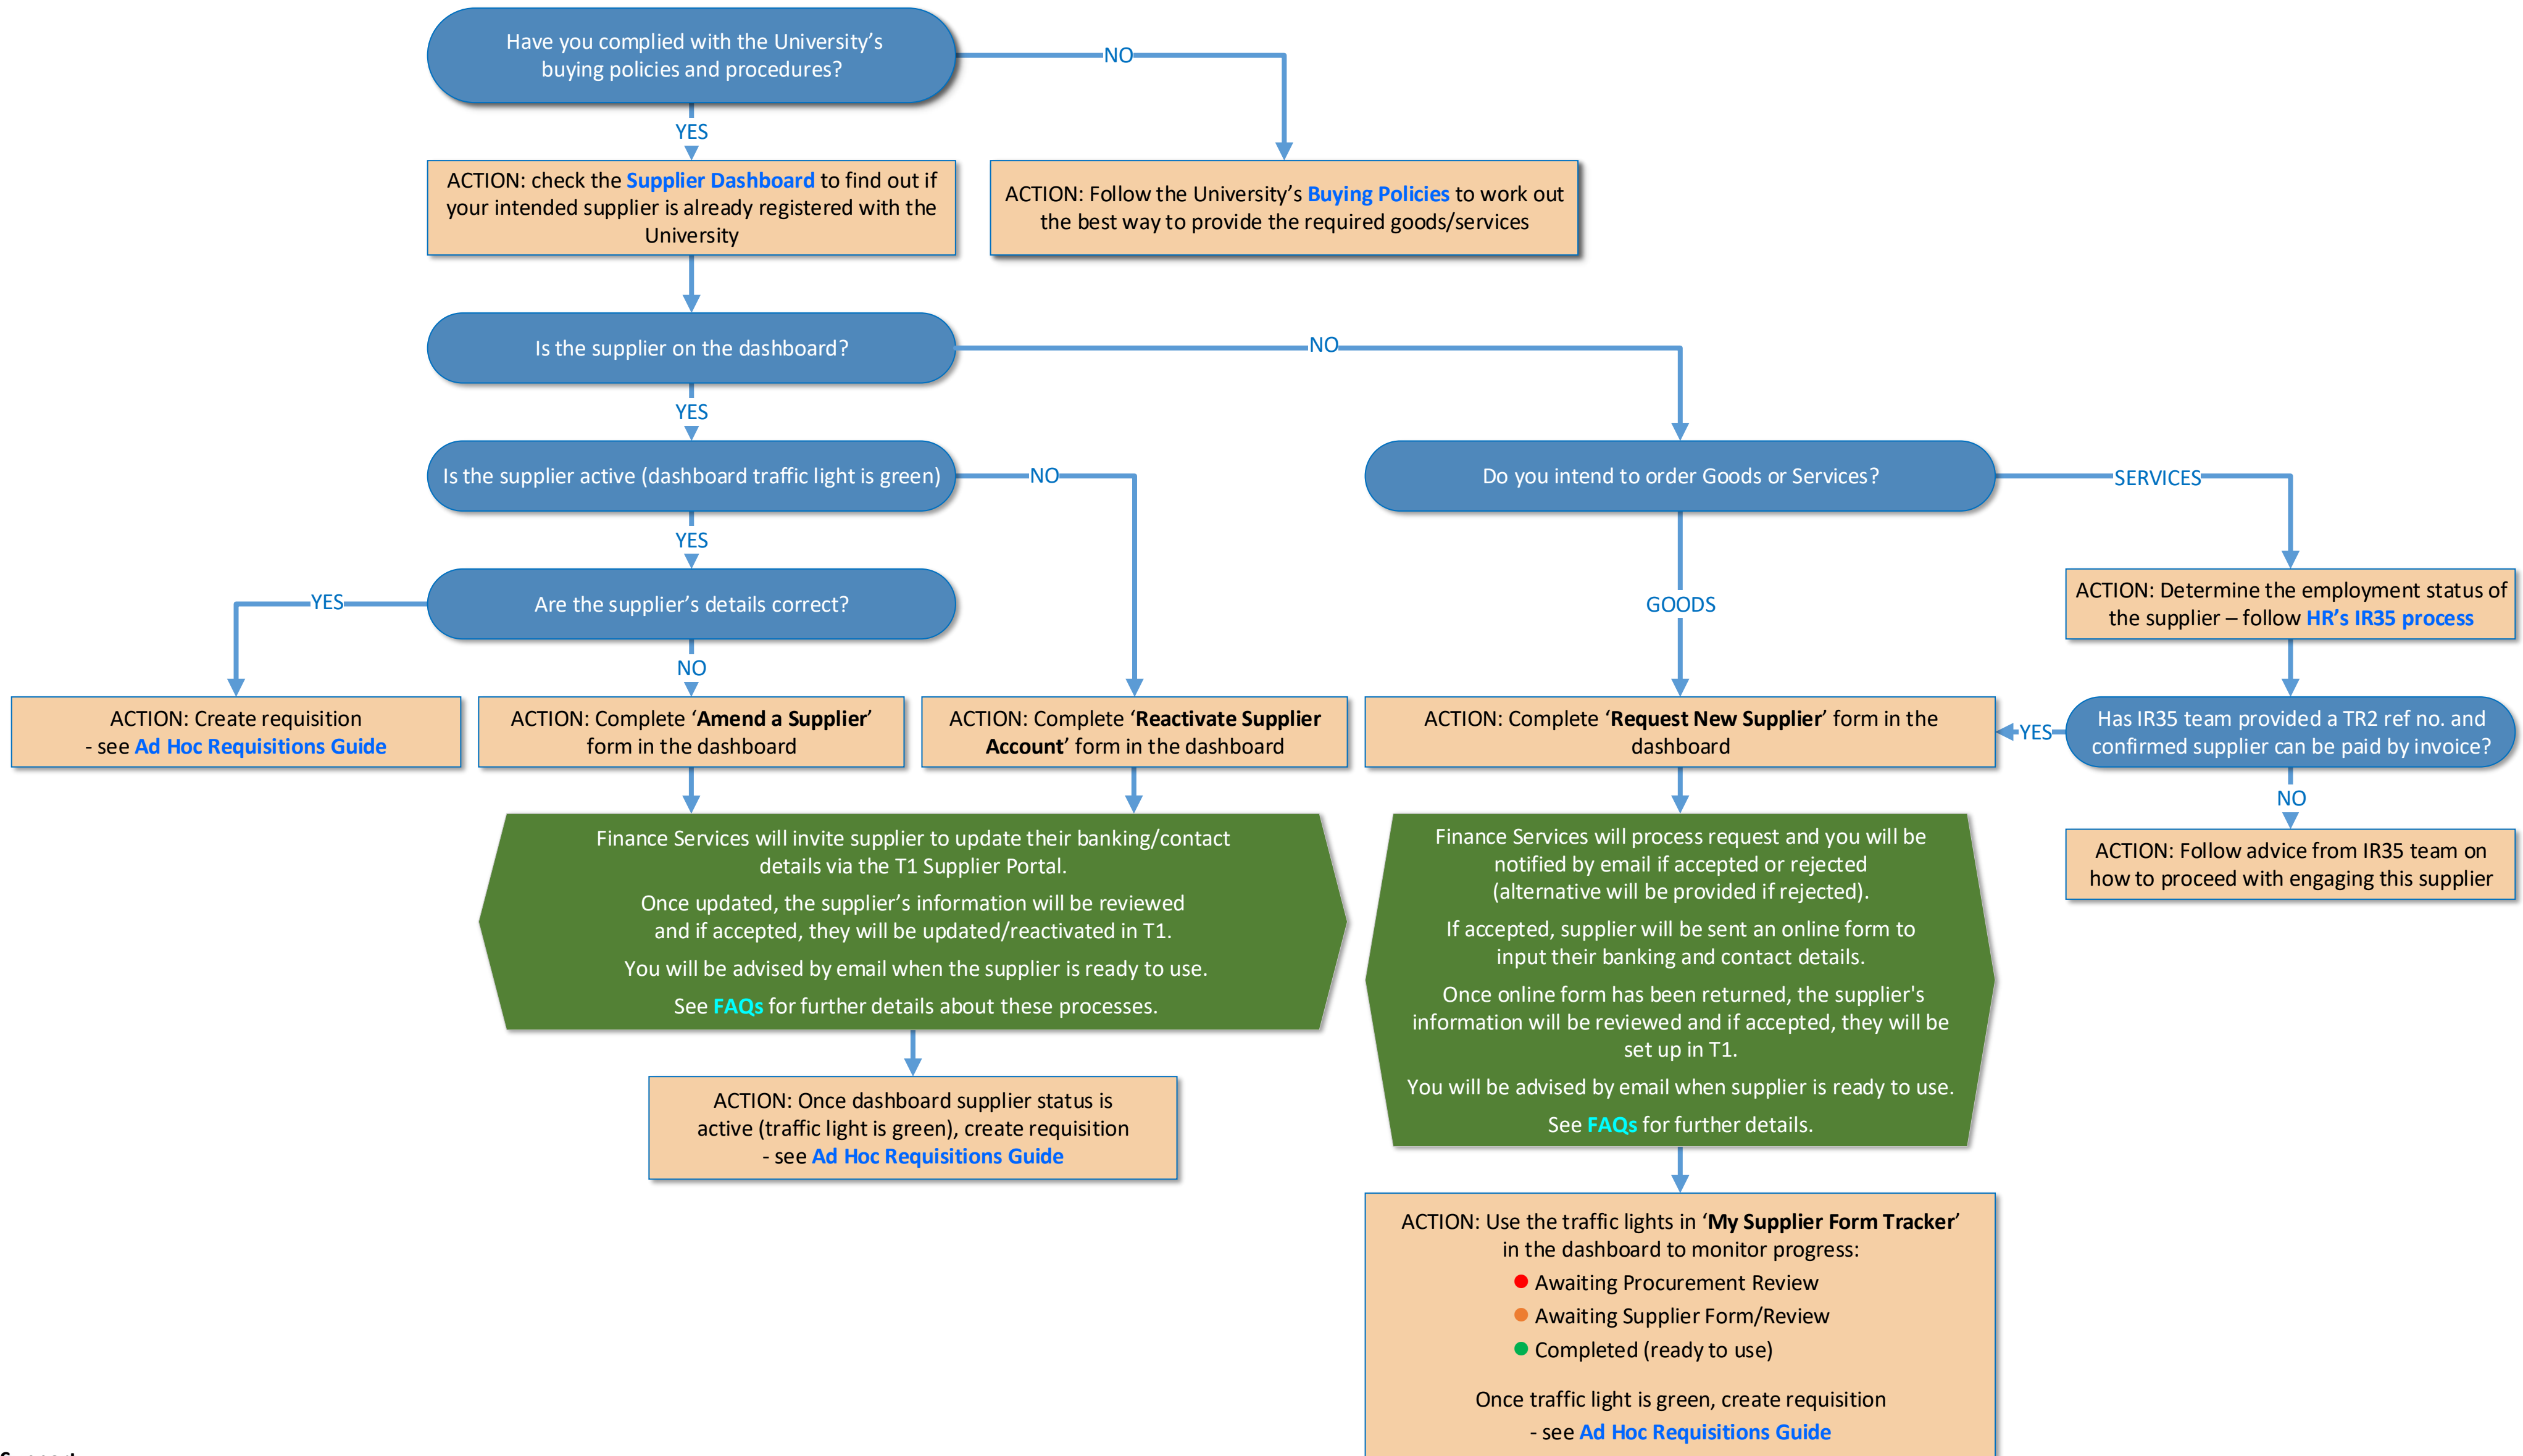 Have you complied with the University’s
buying policies and procedures?
NO
YES
ACTION: check the Supplier Dashboard to find out if
your intended supplier is already registered with the
University
ACTION: Follow the University’s Buying Policies to work out
the best way to provide the required goods/services
Is the supplier on the dashboard?
NO
YES
Is the supplier active (dashboard traffic light is green)
NO
Do you intend to order Goods or Services?
SERVICES
YES
Are the supplier’s details correct?
YES
GOODS
ACTION: Determine the employment status of
the supplier – follow HR’s IR35 process
NO
ACTION: Create requisition
- see Ad Hoc Requisitions Guide
ACTION: Complete ‘Amend a Supplier’
form in the dashboard
ACTION: Complete ‘Reactivate Supplier
Account’ form in the dashboard
ACTION: Complete ‘Request New Supplier’ form in the
dashboard
YES
Has IR35 team provided a TR2 ref no. and
confirmed supplier can be paid by invoice?
NO
ACTION: Follow advice from IR35 team on
how to proceed with engaging this supplier
Finance Services will invite supplier to update their banking/contact
details via the T1 Supplier Portal.
Once updated, the supplier’s information will be reviewed
and if accepted, they will be updated/reactivated in T1.
You will be advised by email when the supplier is ready to use.
See FAQs for further details about these processes.
Finance Services will process request and you will be
notified by email if accepted or rejected
(alternative will be provided if rejected).
If accepted, supplier will be sent an online form to
input their banking and contact details.
Once online form has been returned, the supplier's
information will be reviewed and if accepted, they will be
set up in T1.
You will be advised by email when supplier is ready to use.
See FAQs for further details.
ACTION: Once dashboard supplier status is
active (traffic light is green), create requisition
- see Ad Hoc Requisitions Guide
ACTION: Use the traffic lights in ‘My Supplier Form Tracker’
in the dashboard to monitor progress:
Awaiting Procurement Review
Awaiting Supplier Form/Review
Completed (ready to use)
Once traffic light is green, create requisition
- see Ad Hoc Requisitions Guide